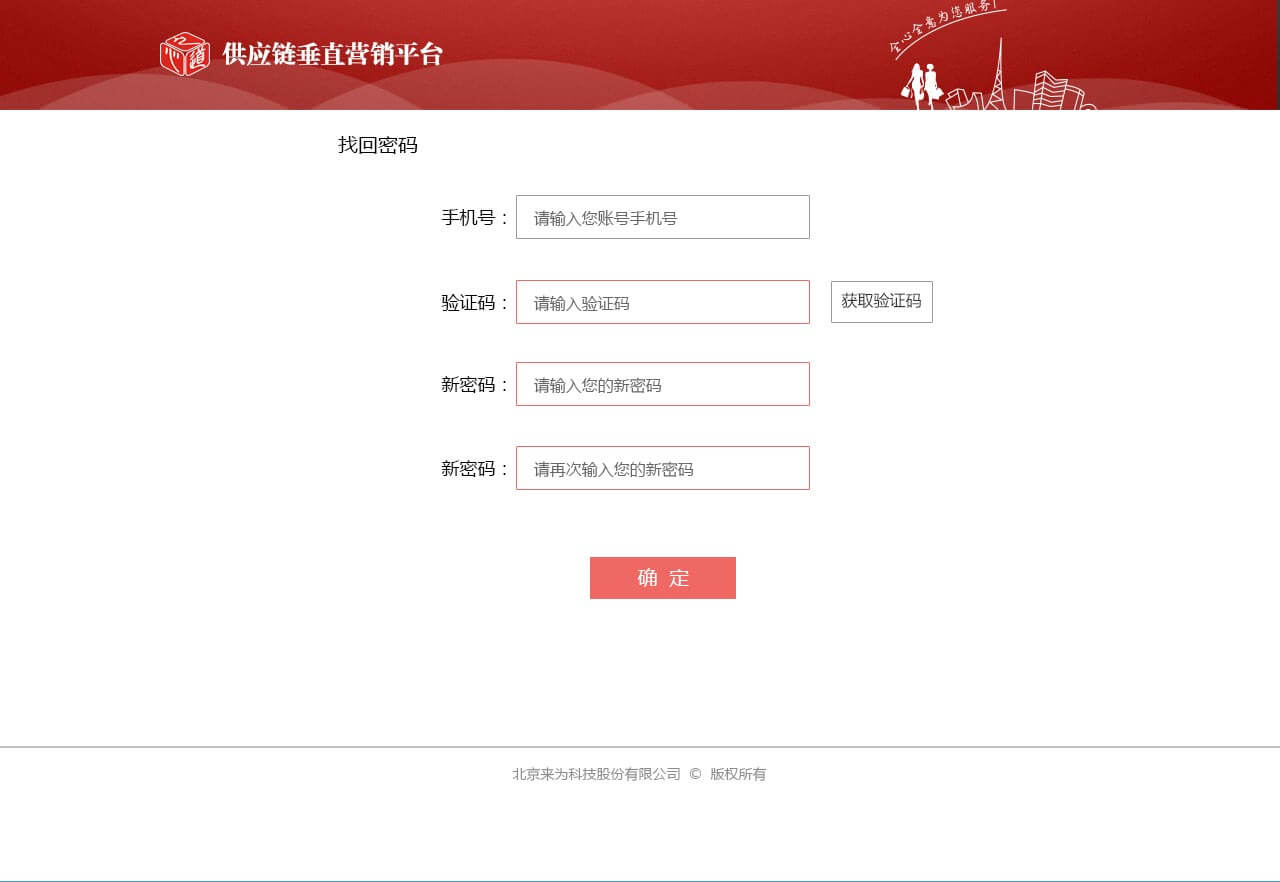 全心全意为您服务!
供应链垂直营销平台
找回密码
手机号： 请输入您账号手机号
验证码： 请输入验证码 获取验证码
新密码： 请输入您的新密码
新密码： 请再次输入您的新密码
确 定
北京来为科技股份有限公司 © 版权所有